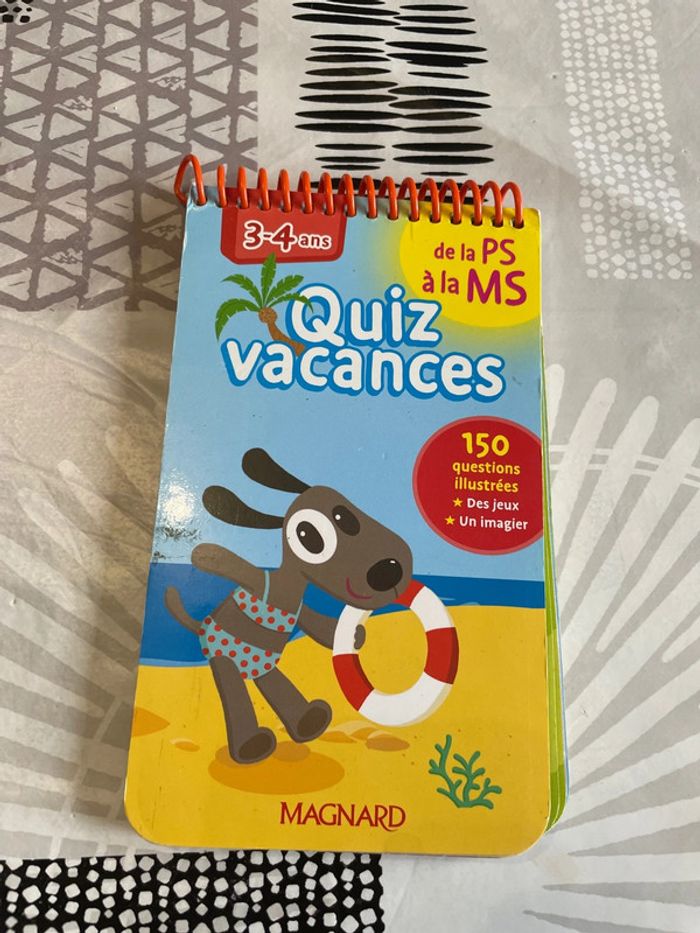 3-4 ans
de la PS
à la MS
Quiz
vacances
150
questions
illustrées
★ Des jeux
★ Un imagier
MAGNARD